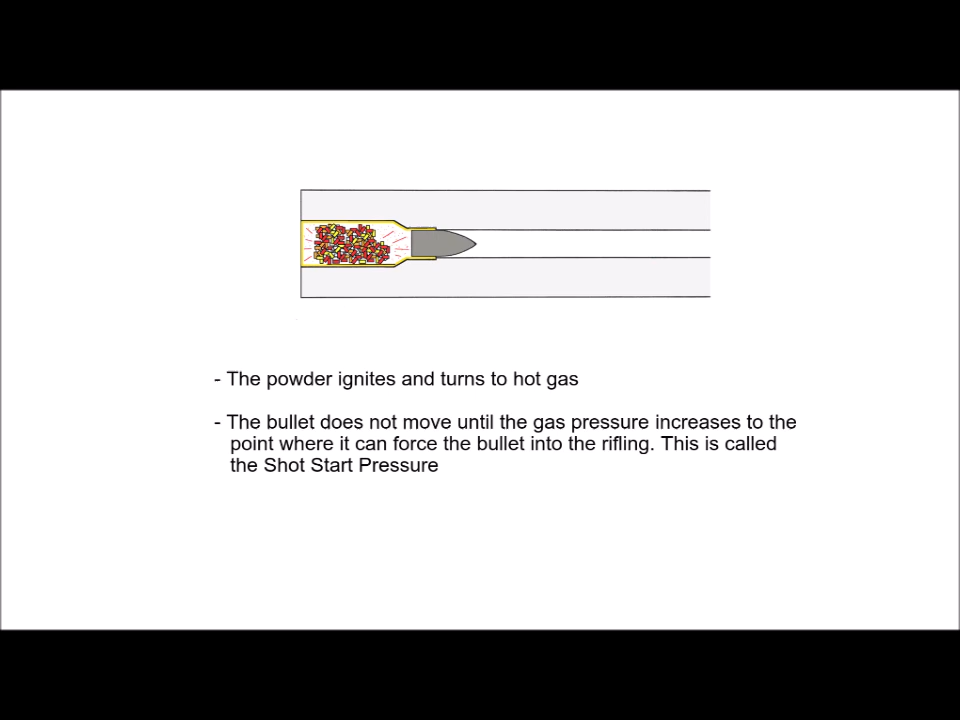 - The powder ignites and turns to hot gas
- The bullet does not move until the gas pressure increases to the
point where it can force the bullet into the rifling. This is called
the Shot Start Pressure